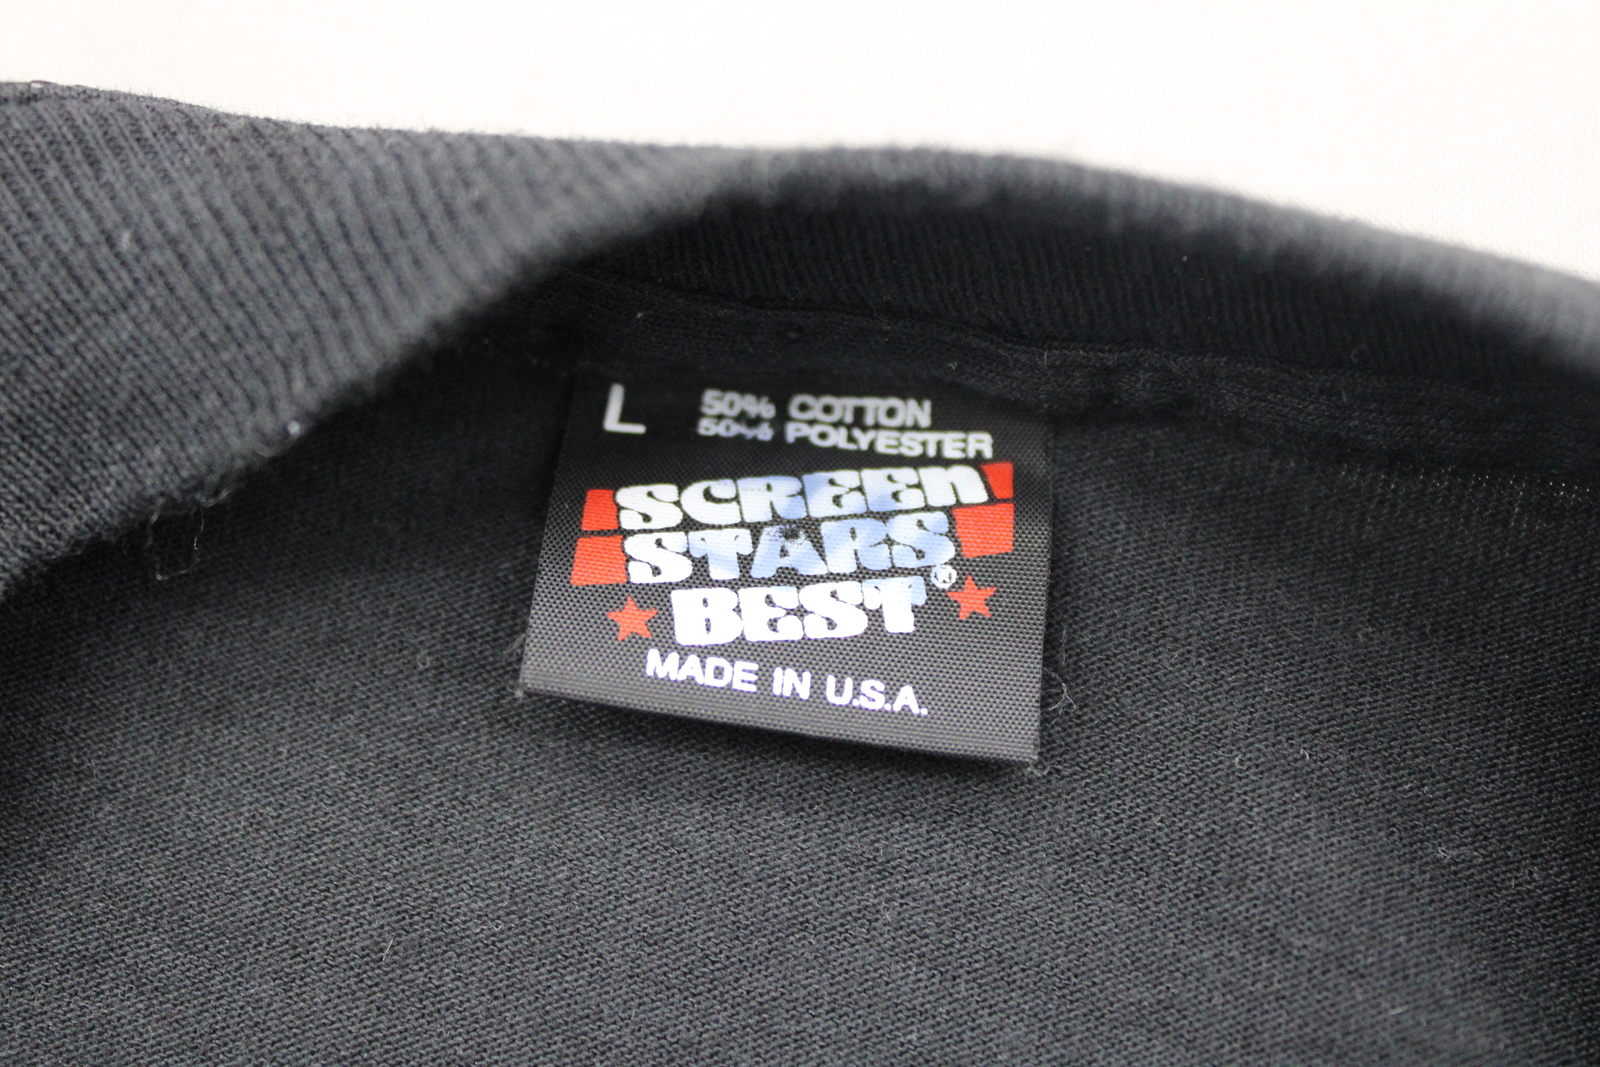 L
50% COTTON
50% POLYESTER
SCREEN
STARS
BEST®
MADE IN U.S.A.